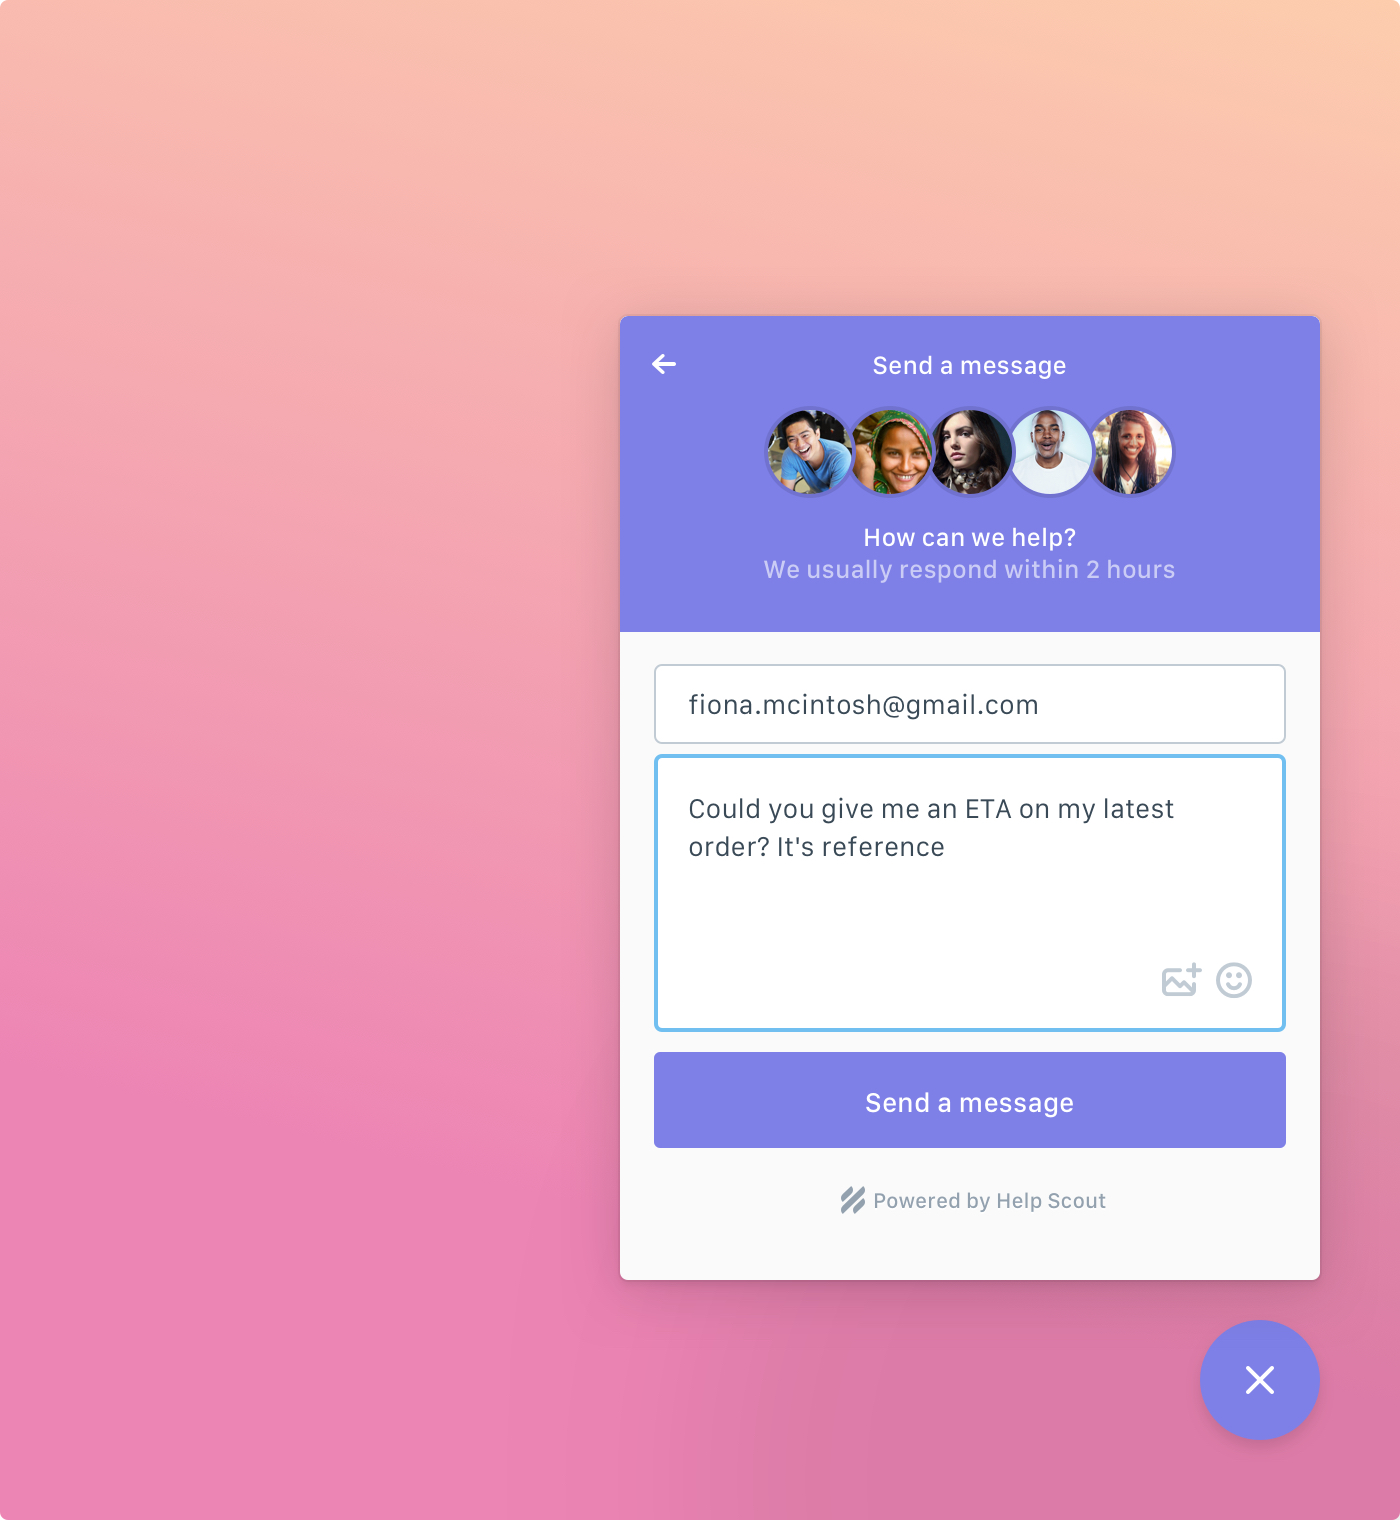 Send a message
How can we help?
We usually respond within 2 hours
fiona.mcintosh@gmail.com
Could you give me an ETA on my latest
order? It's reference
Send a message
Powered by Help Scout